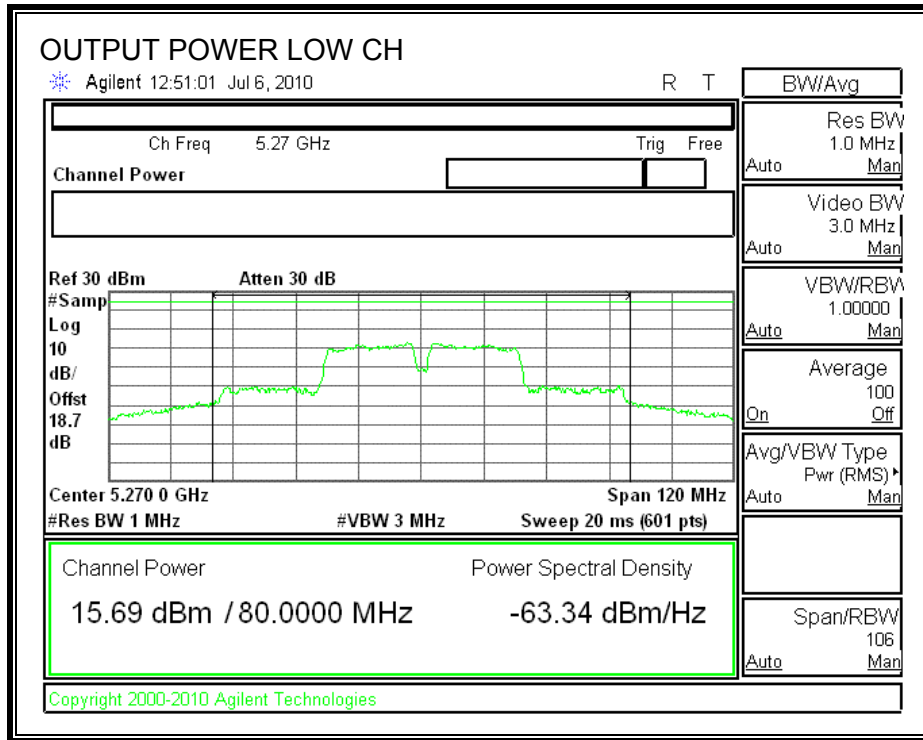 OUTPUT POWER LOW CH
Agilent 12:51:01 Jul 6, 2010 R T
BW/Avg
Ch Freq 5.27 GHz Trig Free
Channel Power
Res BW
1.0 MHz
Auto Man
Video BW
3.0 MHz
Auto Man
Ref 30 dBm Atten 30 dB
#Samp
Log
10
dB/
Offst
18.7
dB
VBW/RBW
1.00000
Auto Man
Average
100
On Off
Avg/VBW Type
Pwr (RMS)
Auto Man
Center 5.270 0 GHz Span 120 MHz
#Res BW 1 MHz #VBW 3 MHz Sweep 20 ms (601 pts)
Channel Power Power Spectral Density
15.69 dBm / 80.0000 MHz -63.34 dBm/Hz
Span/RBW
106
Auto Man
Copyright 2000-2010 Agilent Technologies